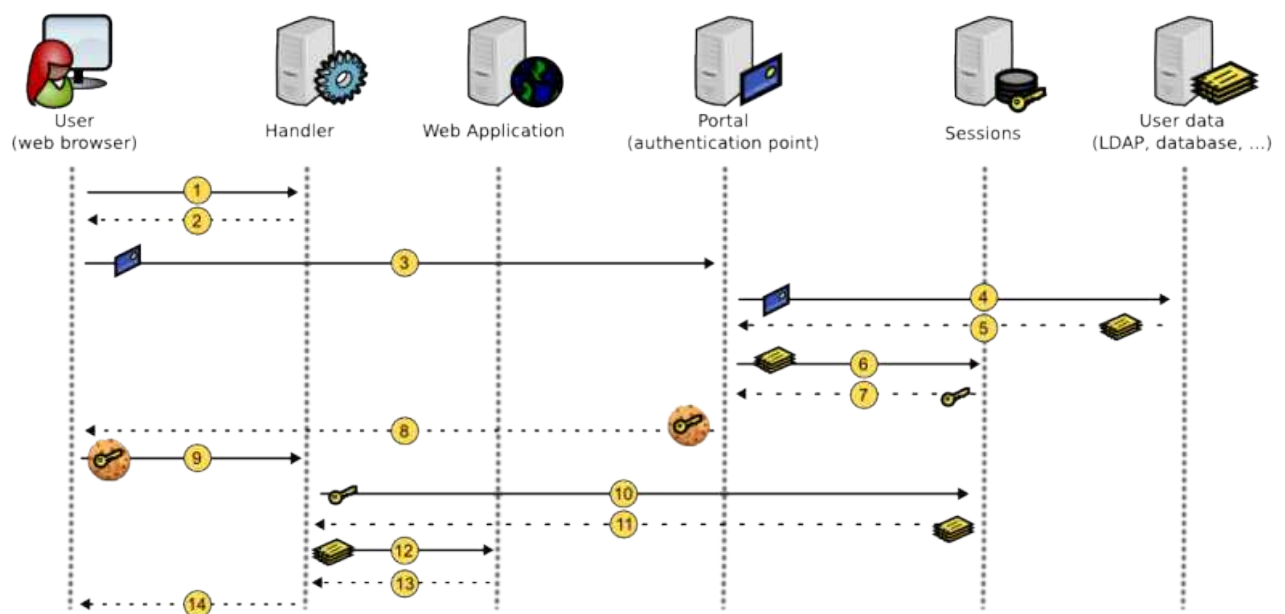 User
(web browser)
Handler
Web Application
Portal
(authentication point)
Sessions
User data
(LDAP, database, ...)
1
2
3
4
5
6
7
8
9
10
11
12
13
14